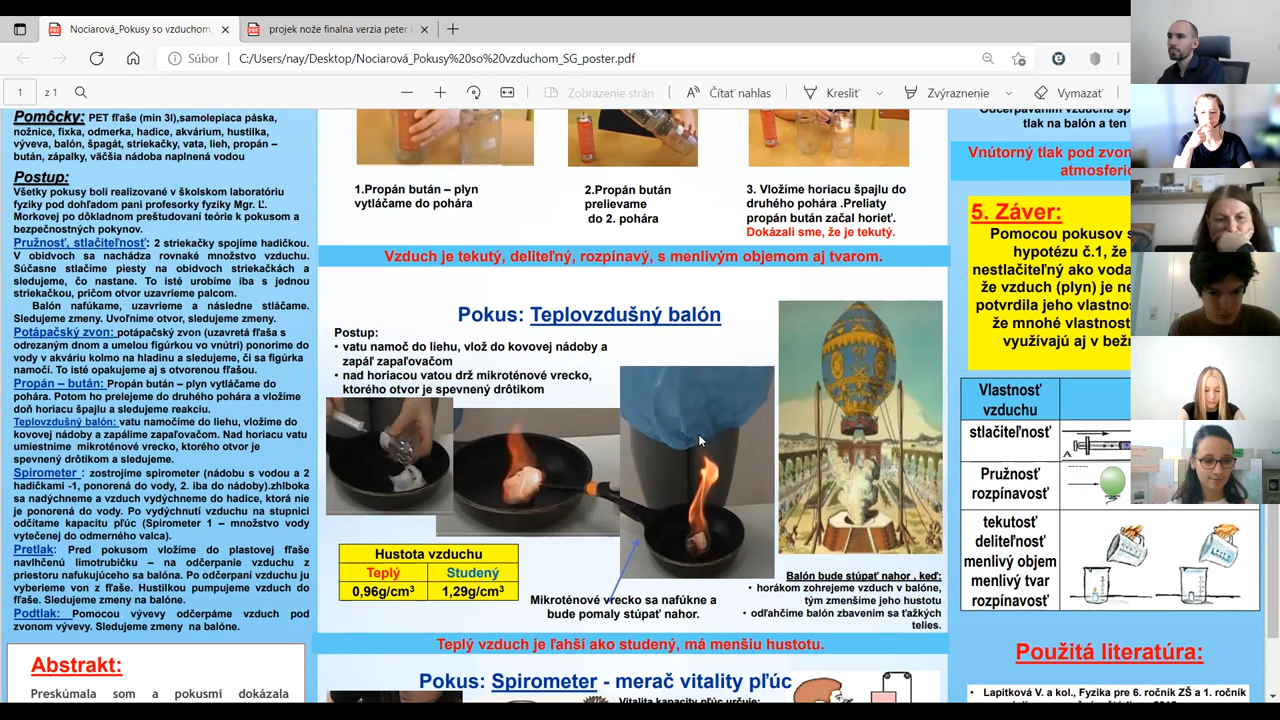 Nociarová_Pokusy so vzduchom_
projek nože finalna verzia peter
Súbor
C:/Users/nay/Desktop/Nociarová_Pokusy%20so%20vzduchom_SG_poster.pdf
1
z 1
Zobrazenie strán
Čítať nahlas
Kresliť
Zvýraznenie
Vymazať
Pomôcky: PET fľaše (min 3l),samolepiaca páska,
nožnice, fixka, odmerka, hadice, akvárium, hustilka,
výveva, balón, špagát, striekačky, vata, lieh, propán –
bután, zápalky, väčšia nádoba naplnená vodou
Postup:
Všetky pokusy boli realizované v školskom laboratóriu
fyziky pod dohľadom pani profesorky fyziky Mgr. Ľ.
Morkovej po dôkladnom preštudovaní teórie k pokusom a
bezpečnostných pokynov.
Pružnosť, stlačiteľnosť: 2 striekačky spojíme hadičkou.
V obidvoch sa nachádza rovnaké množstvo vzduchu.
Súčasne stlačíme piesty na obidvoch striekačkách a
sledujeme, čo nastane. To isté urobíme iba s jednou
striekačkou, pričom otvor uzavrieme palcom.
Balón nafúkame, uzavrieme a následne stláčame.
Sledujeme zmeny. Uvoľníme otvor, sledujeme zmeny.
Potápačský zvon: potápačský zvon (uzavretá fľaša s
odrezaným dnom a umelou figúrkou vo vnútri) ponoríme do
vody v akváriu kolmo na hladinu a sledujeme, či sa figúrka
namočí. To isté opakujeme aj s otvorenou fľašou.
Propán – bután: Propán bután – plyn vytláčame do
pohára. Potom ho prelejeme do druhého pohára a vložíme
doň horiacu špajlu a sledujeme reakciu.
Teplovzdušný balón: vatu namočíme do liehu, vložíme do
kovovej nádoby a zapálime zapaľovačom. Nad horiacu vatu
umiestnime mikroténové vrecko, ktorého otvor je
spevnený drôtikom a sledujeme.
Spirometer : zostrojíme spirometer (nádobu s vodou a 2
hadičkami -1, ponorená do vody, 2. iba do nádoby).zhlboka
sa nadýchneme a vzduch vydýchneme do hadice, ktorá nie
je ponorená do vody. Po vydýchnutí vzduchu na stupnici
odčítame kapacitu pľúc (Spirometer 1 – množstvo vody
vytečenej do odmerného valca).
Pretlak: Pred pokusom vložíme do plastovej fľaše
navlhčenú limotrubičku – na odčerpanie vzduchu z
priestoru nafukujúceho sa balóna. Po odčerpaní vzduchu ju
vyberieme von z fľaše. Hustilkou pumpujeme vzduch do
fľaše. Sledujeme zmeny na balóne.
Podtlak: Pomocou vývevy odčerpáme vzduch pod
zvonom vývevy. Sledujeme zmeny na balóne.
Abstrakt:
Preskúmala som a pokusmi dokázala
1.Propán bután – plyn
vytláčame do pohára
2.Propán bután
prelievame
do 2. pohára
3. Vložíme horiacu špajlu do
druhého pohára .Preliaty
propán bután začal horieť.
Dokázali sme, že je tekutý.
Vzduch je tekutý, deliteľný, rozpínavý, s menlivým objemom aj tvarom.
Pokus: Teplovzdušný balón
Postup:
• vatu namoč do liehu, vlož do kovovej nádoby a
zapáľ zapaľovačom
• nad horiacou vatou drž mikroténové vrecko,
ktorého otvor je spevnený drôtikom
Hustota vzduchu
Teplý
Studený
0,96g/cm³
1,29g/cm³
Mikroténové vrecko sa nafúkne a
bude pomaly stúpať nahor.
Balón bude stúpať nahor , keď:
• horákom zohrejeme vzduch v balóne,
tým zmenšíme jeho hustotu
• odľahčíme balón zbavením sa ťažkých
telies.
Teplý vzduch je ľahší ako studený, má menšiu hustotu.
Pokus: Spirometer - merač vitality pľúc
Vitalita kapacity pľúc určuje:
tlak na balón a ten
Vnútorný tlak pod zvon
atmosferic
5. Záver:
Pomocou pokusov s
hypotézu č.1, že
nestlačiteľný ako voda
že vzduch (plyn) je ne
potvrdila jeho vlastnos
že mnohé vlastnost
využívajú aj v bežn
Vlastnosť
vzduchu
stlačiteľnosť
A
Pružnosť
rozpínavosť
tekutosť
deliteľnosť
menlivý objem
menlivý tvar
rozpínavosť
Použitá literatúra:
• Lapitková V. a kol., Fyzika pre 6. ročník ZŠ a 1. ročník